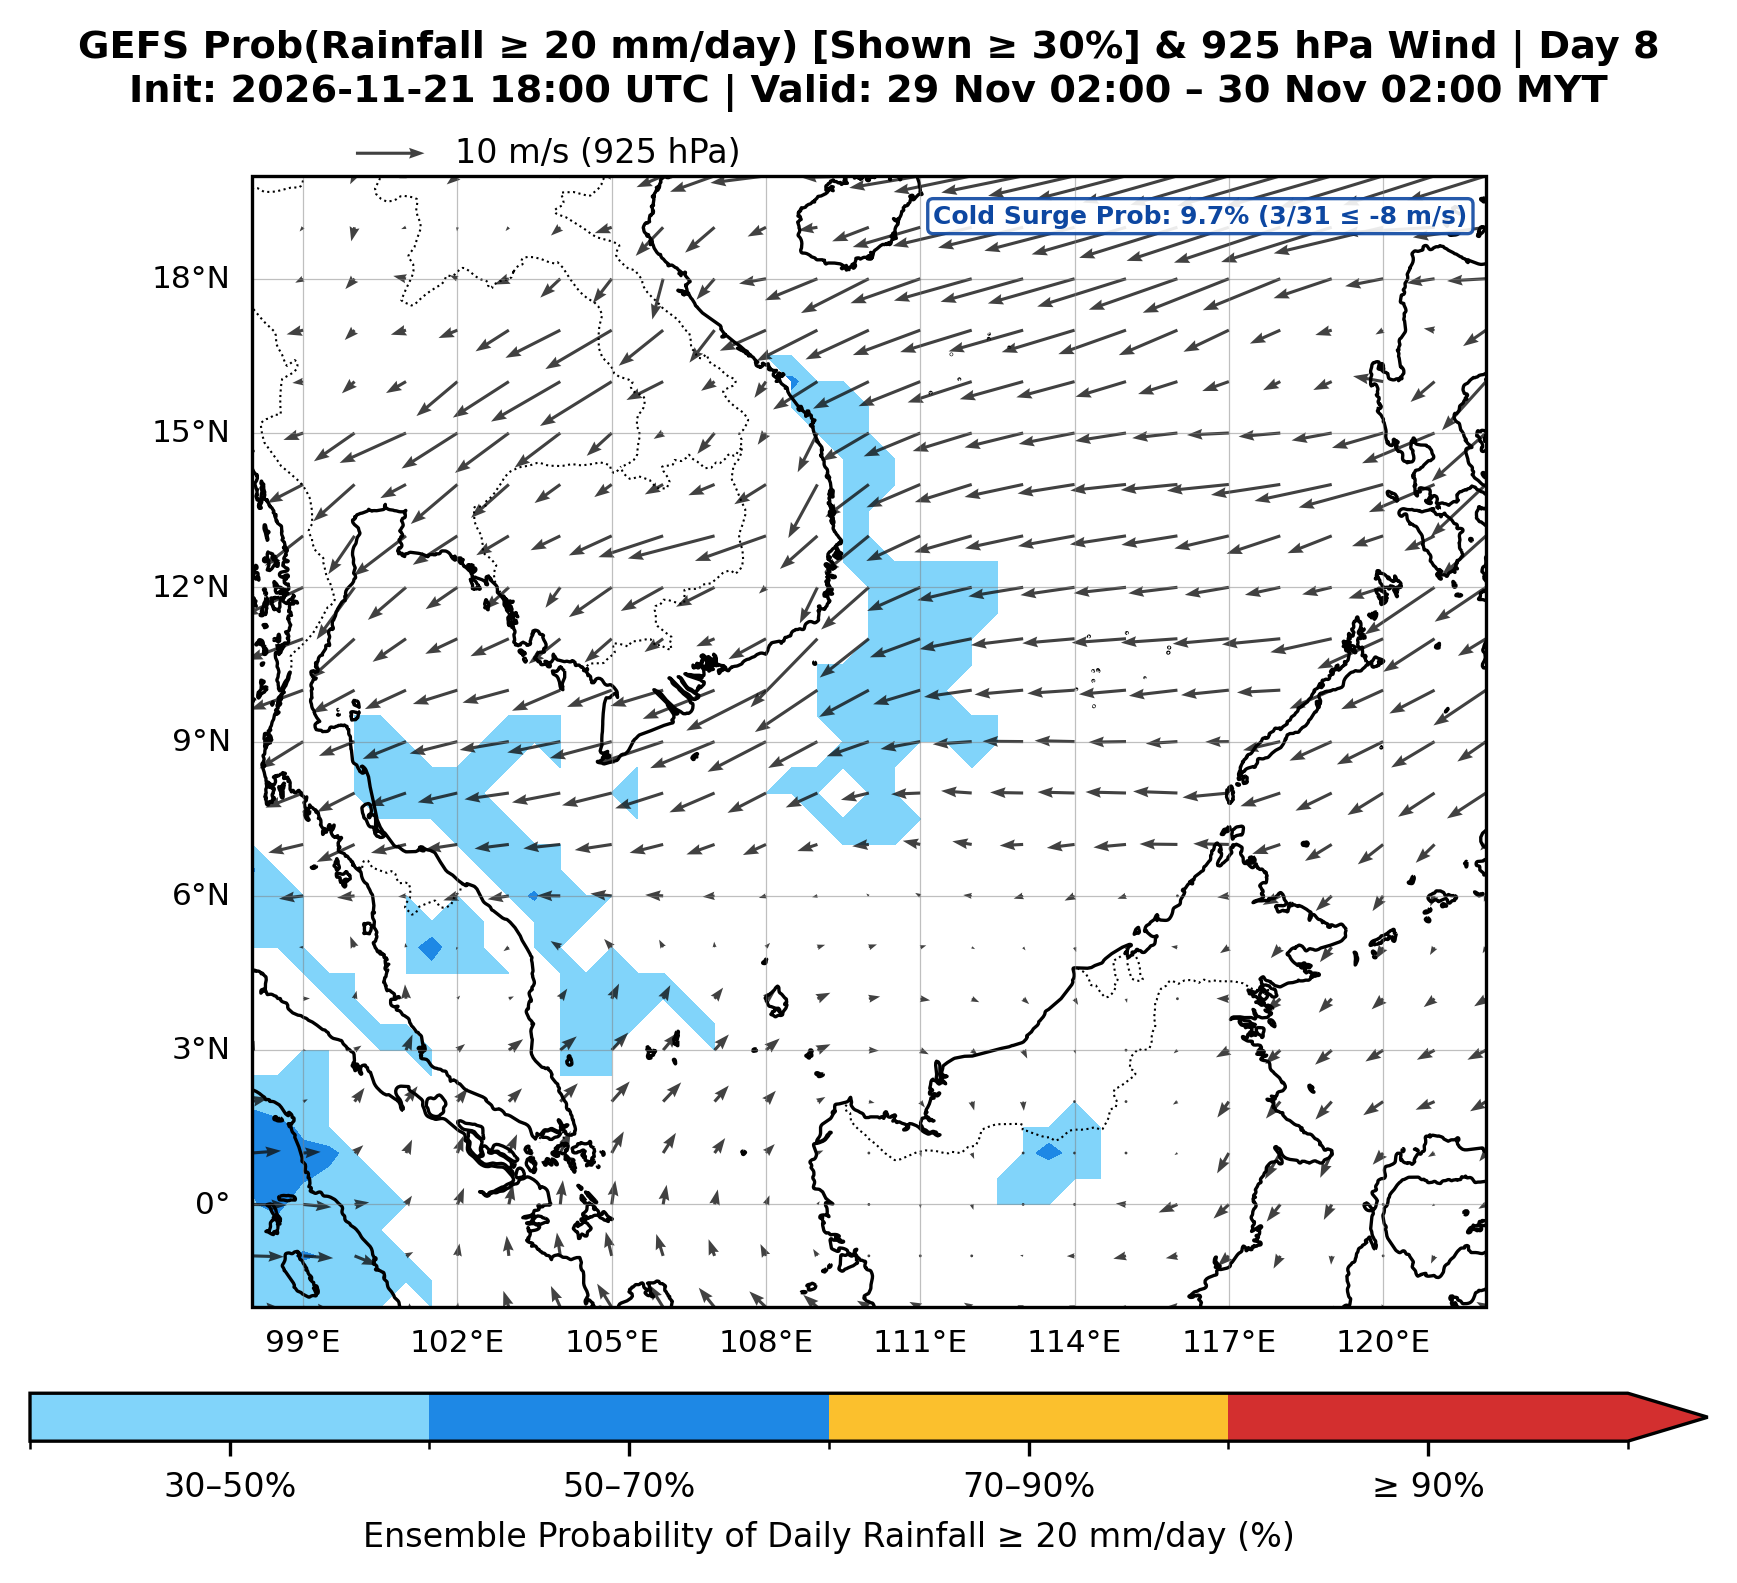 GEFS Prob(Rainfall ≥ 20 mm/day) [Shown ≥ 30%] & 925 hPa Wind | Day 8
Init: 2026-11-21 18:00 UTC | Valid: 29 Nov 02:00 – 30 Nov 02:00 MYT
10 m/s (925 hPa)
Cold Surge Prob: 9.7% (3/31 ≤ -8 m/s)
18°N
15°N
12°N
9°N
6°N
3°N
0°
99°E 102°E 105°E 108°E 111°E 114°E 117°E 120°E
30–50% 50–70% 70–90% ≥ 90%
Ensemble Probability of Daily Rainfall ≥ 20 mm/day (%)